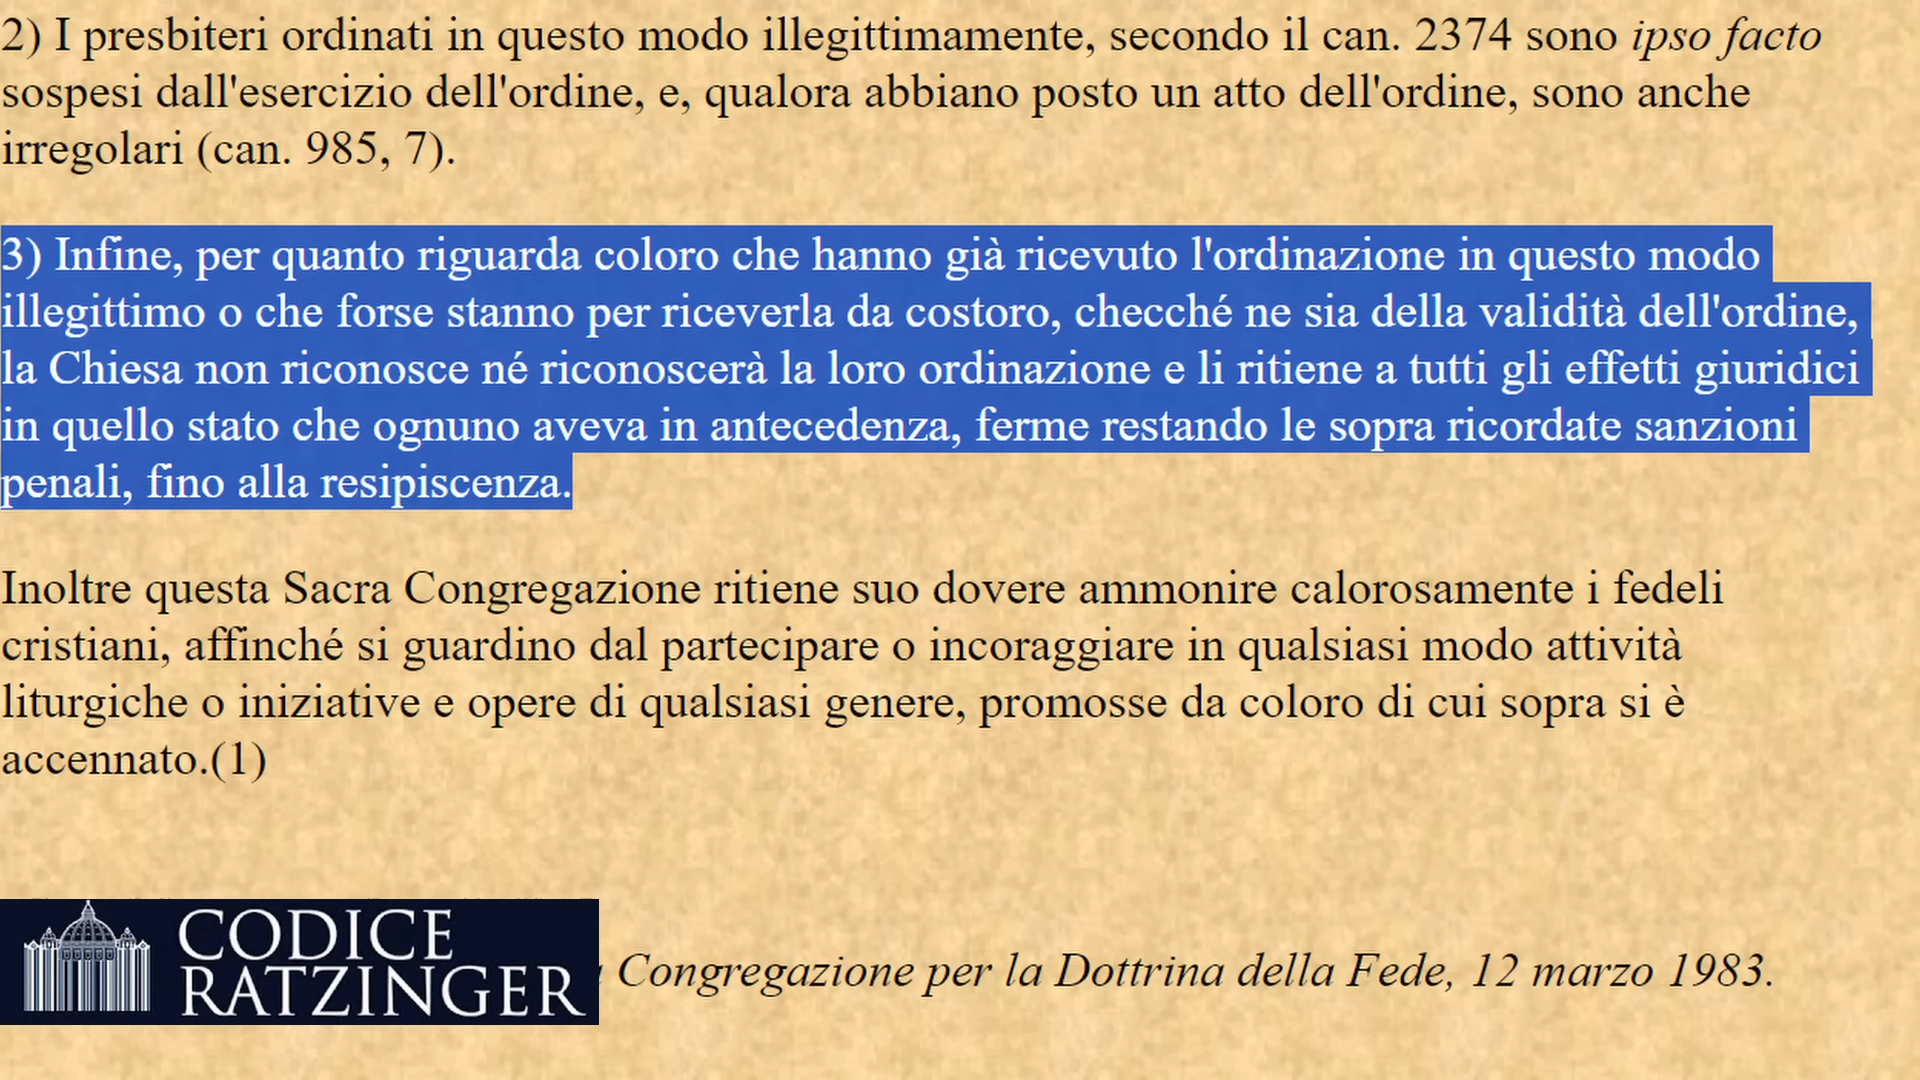 2) I presbiteri ordinati in questo modo illegittimamente, secondo il can. 2374 sono ipso facto
sospesi dall'esercizio dell'ordine, e, qualora abbiano posto un atto dell'ordine, sono anche
irregolari (can. 985, 7).
3) Infine, per quanto riguarda coloro che hanno già ricevuto l'ordinazione in questo modo
illegittimo o che forse stanno per riceverla da costoro, checché ne sia della validità dell'ordine,
la Chiesa non riconosce né riconoscerà la loro ordinazione e li ritiene a tutti gli effetti giuridici
in quello stato che ognuno aveva in antecedenza, ferme restando le sopra ricordate sanzioni
penali, fino alla resipiscenza.
Inoltre questa Sacra Congregazione ritiene suo dovere ammonire calorosamente i fedeli
cristiani, affinché si guardino dal partecipare o incoraggiare in qualsiasi modo attività
liturgiche o iniziative e opere di qualsiasi genere, promosse da coloro di cui sopra si è
accennato.(1)
CODICE
RATZINGER
Congregazione per la Dottrina della Fede, 12 marzo 1983.